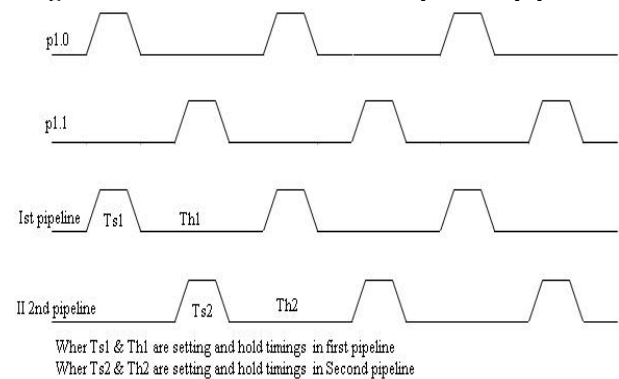 p1.0
p1.1
Ist pipeline Ts1 Th1
II 2nd pipeline Ts2 Th2
Wher Ts1 & Th1 are setting and hold timings in first pipeline
Wher Ts2 & Th2 are setting and hold timings in Second pipeline